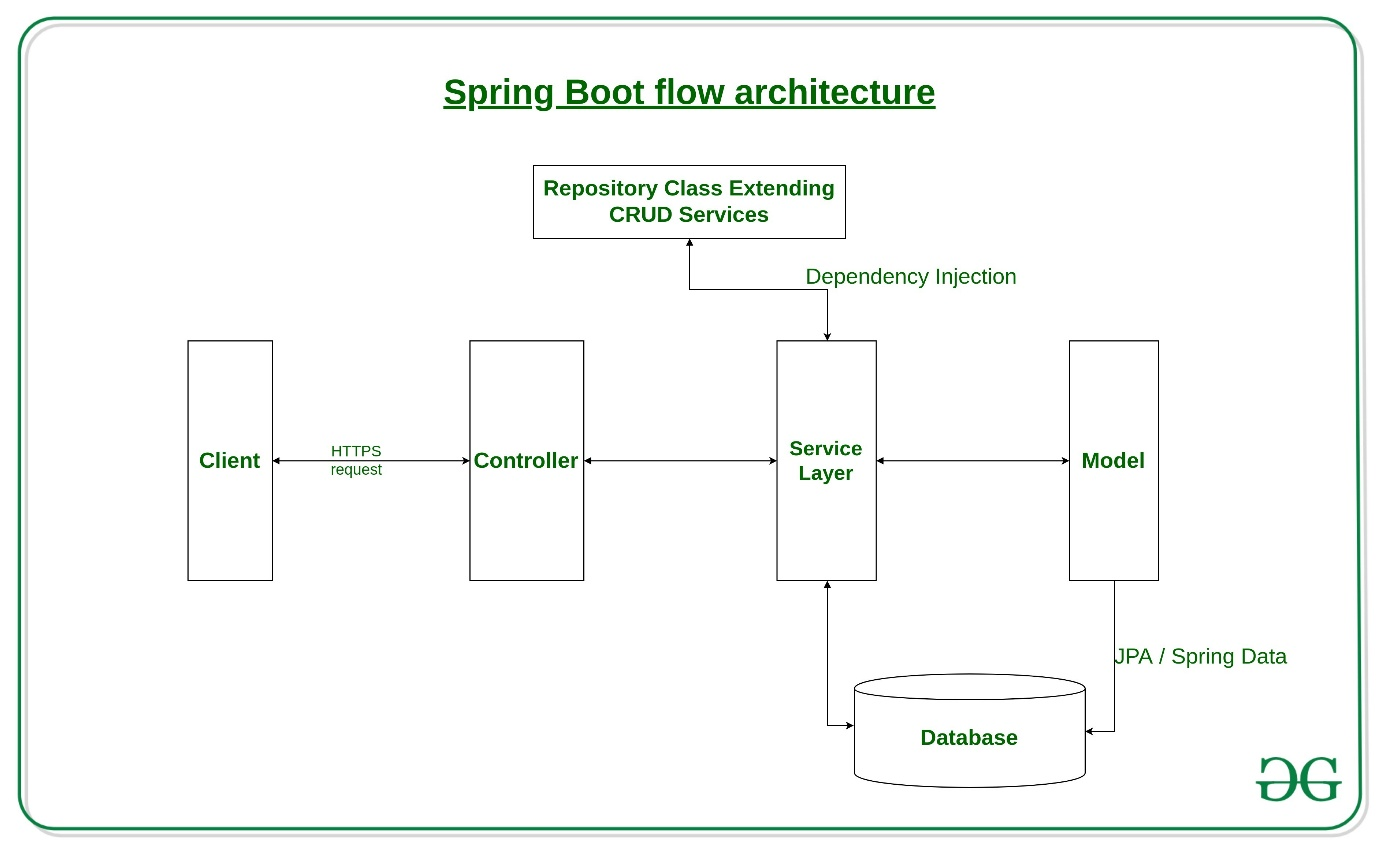 Spring Boot flow architecture
Repository Class Extending
CRUD Services
Dependency Injection
Client
HTTPS
request
Controller
Service
Layer
Model
JPA / Spring Data
Database